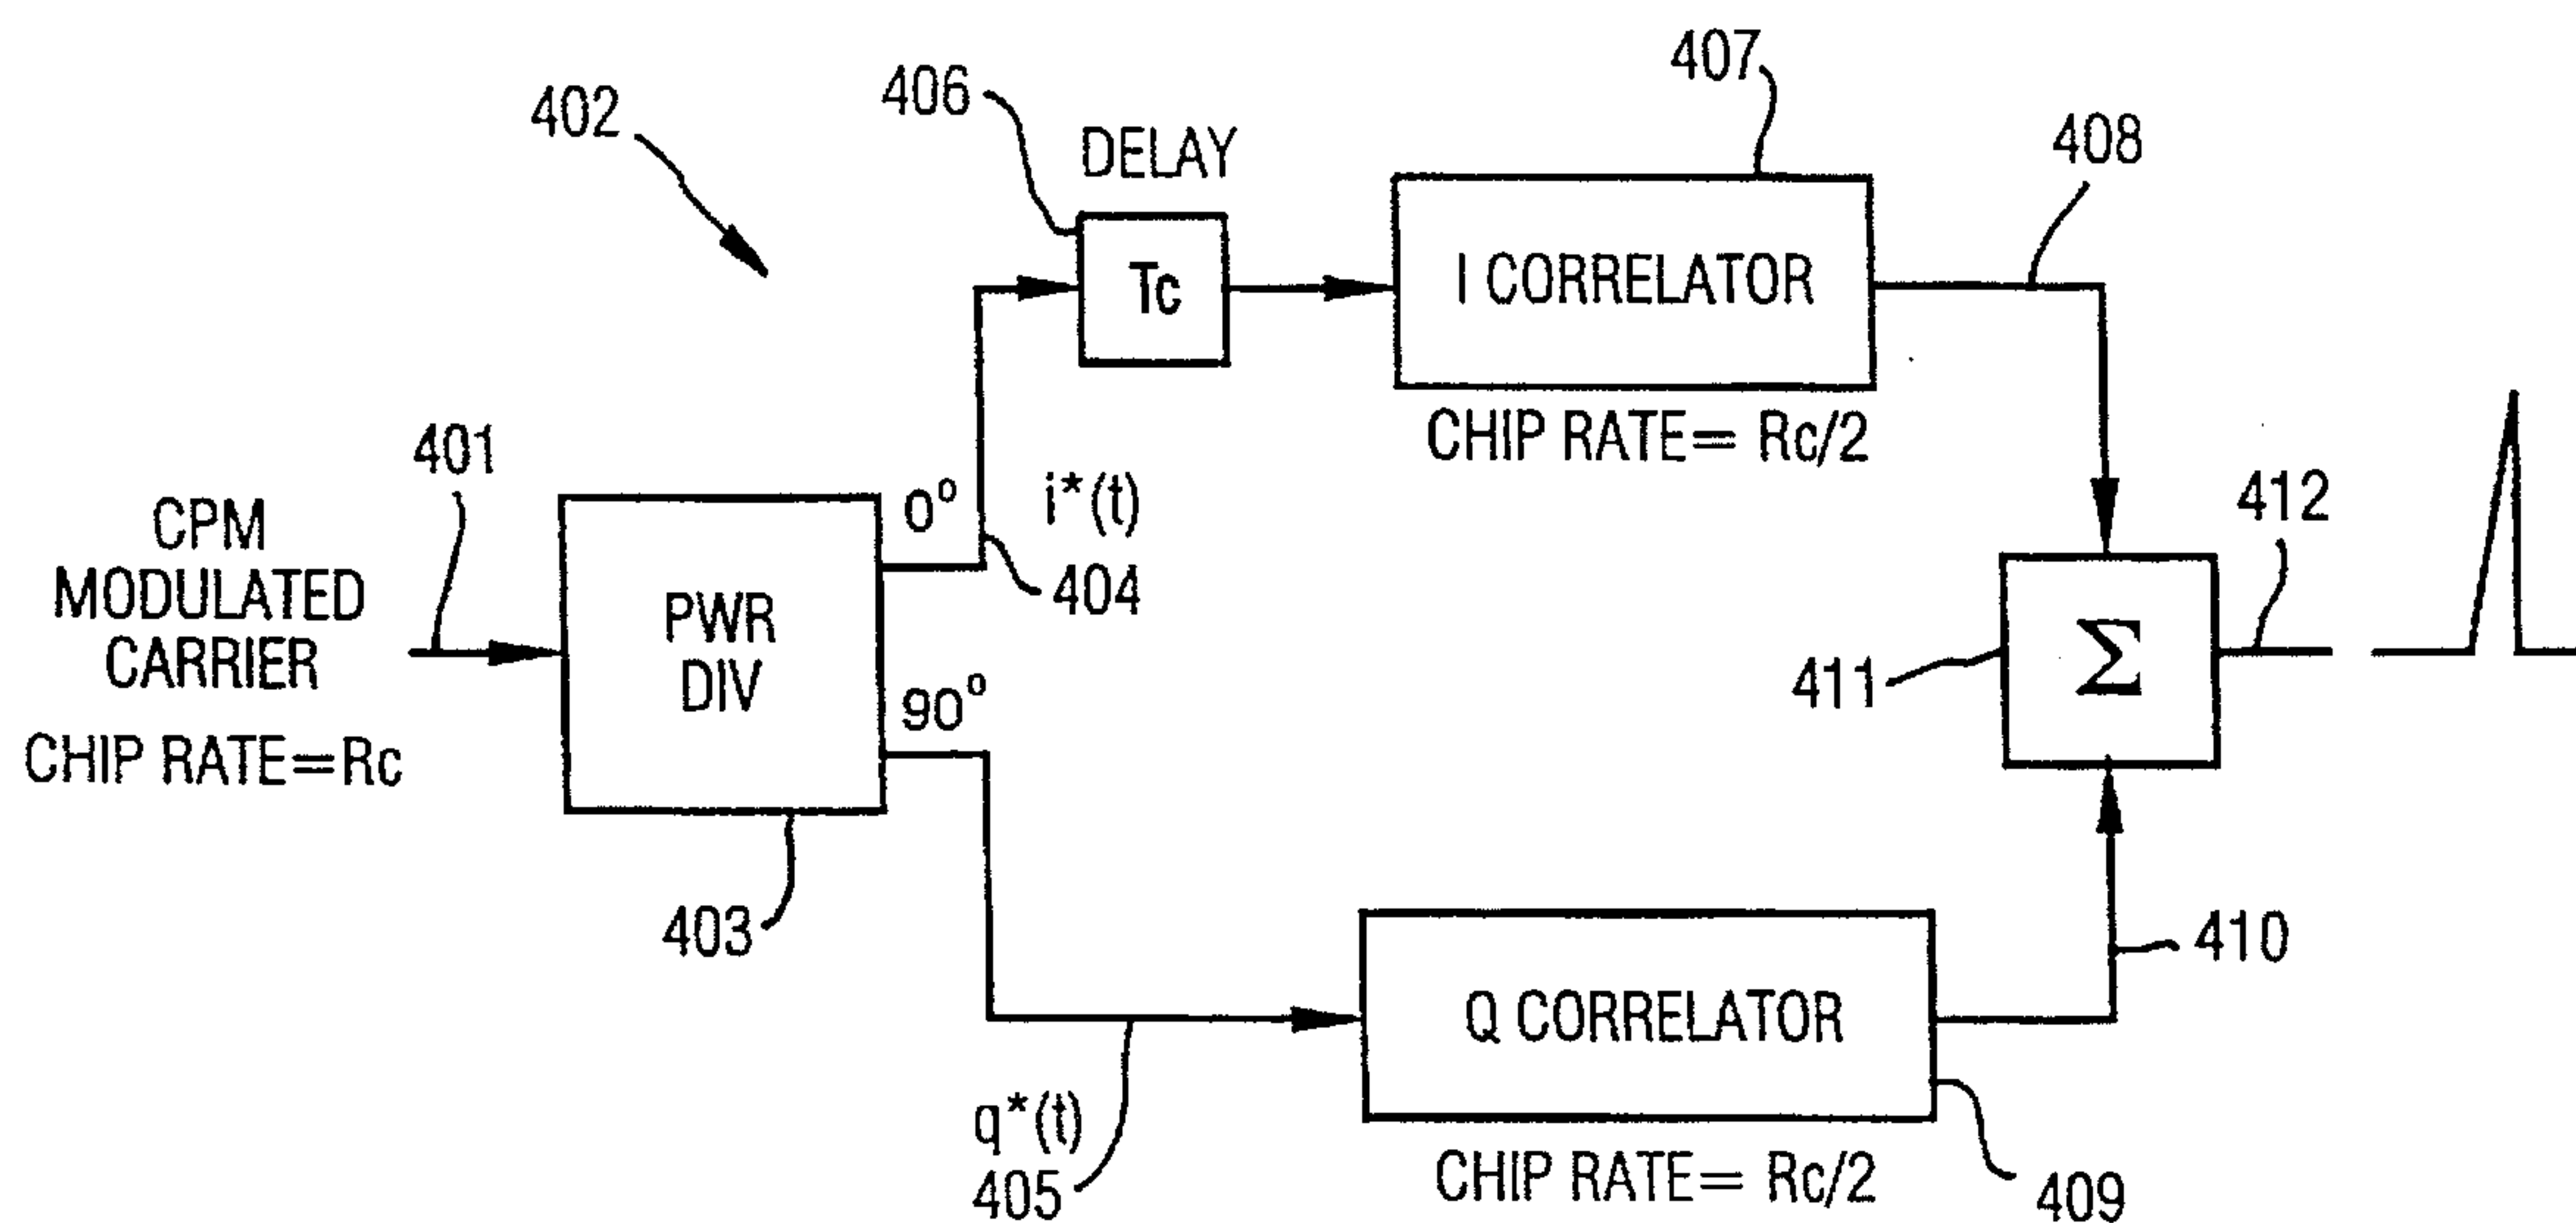 407
406
402
DELAY
408
Tc
I CORRELATOR
CHIP RATE= Rc/2
401
CPM
MODULATED
CARRIER
CHIP RATE=Rc
0°
i*(t)
404
PWR
DIV
90°
403
412
411
Σ
410
Q CORRELATOR
q*(t)
405
CHIP RATE= Rc/2
409